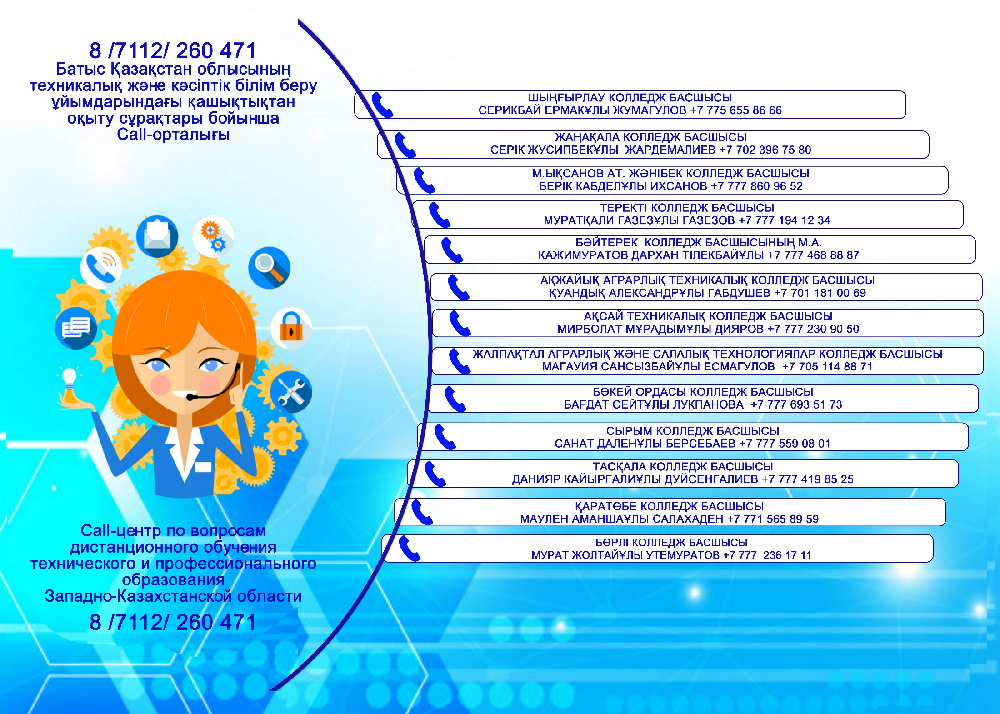 8 /7112/ 260 471
Батыс Қазақстан облысының
техникалық және кәсіптік білім беру
ұйымдарындағы қашықтықтан
оқыту сұрақтары бойынша
Call-орталығы
ШЫҢҒЫРЛАУ КОЛЛЕДЖ БАСШЫСЫ
СЕРИКБАЙ ЕРМАКҰЛЫ ЖУМАГУЛОВ +7 775 655 86 66
ЖАҢАҚАЛА КОЛЛЕДЖ БАСШЫСЫ
СЕРІК ЖУСИПБЕКҰЛЫ ЖАРДЕМАЛИЕВ +7 702 396 75 80
М.ЫҚСАНОВ АТ. ЖӘНІБЕК КОЛЛЕДЖ БАСШЫСЫ
БЕРІК КАБДЕЛҰЛЫ ИХСАНОВ +7 777 860 96 52
ТЕРЕКТІ КОЛЛЕДЖ БАСШЫСЫ
МУРАТҚАЛИ ГАЗЕЗҰЛЫ ГАЗЕЗОВ +7 777 194 12 34
БӘЙТЕРЕК КОЛЛЕДЖ БАСШЫСЫНЫҢ М.А.
КАЖИМУРАТОВ ДАРХАН ТІЛЕКБАЙҰЛЫ +7 777 468 88 87
АҚЖАЙЫҚ АГРАРЛЫҚ ТЕХНИКАЛЫҚ КОЛЛЕДЖ БАСШЫСЫ
ҚУАНДЫҚ АЛЕКСАНДРҰЛЫ ГАБДУШЕВ +7 701 181 00 69
АҚСАЙ ТЕХНИКАЛЫҚ КОЛЛЕДЖ БАСШЫСЫ
МИРБОЛАТ МҰРАДЫМҰЛЫ ДИЯРОВ +7 777 230 90 50
ЖАЛПАҚТАЛ АГРАРЛЫҚ ЖӘНЕ САЛАЛЫҚ ТЕХНОЛОГИЯЛАР КОЛЛЕДЖ БАСШЫСЫ
МАГАУИЯ САНСЫЗБАЙҰЛЫ ЕСМАГУЛОВ +7 705 114 88 71
БӨКЕЙ ОРДАСЫ КОЛЛЕДЖ БАСШЫСЫ
БАҒДАТ СЕЙТҰЛЫ ЛУКПАНОВА +7 777 693 51 73
СЫРЫМ КОЛЛЕДЖ БАСШЫСЫ
САНАТ ДАЛЕНҰЛЫ БЕРСЕБАЕВ +7 777 559 08 01
ТАСҚАЛА КОЛЛЕДЖ БАСШЫСЫ
ДАНИЯР КАЙЫРҒАЛИҰЛЫ ДУЙСЕНГАЛИЕВ +7 777 419 85 25
ҚАРАТӨБЕ КОЛЛЕДЖ БАСШЫСЫ
МАУЛЕН АМАНШАҰЛЫ САЛАХАДЕН +7 771 565 89 59
БӨРЛІ КОЛЛЕДЖ БАСШЫСЫ
МУРАТ ЖОЛТАЙҰЛЫ УТЕМУРАТОВ +7 777 236 17 11
Call-центр по вопросам
дистанционного обучения
технического и профессионального
образования
Западно-Казахстанской области
8 /7112/ 260 471